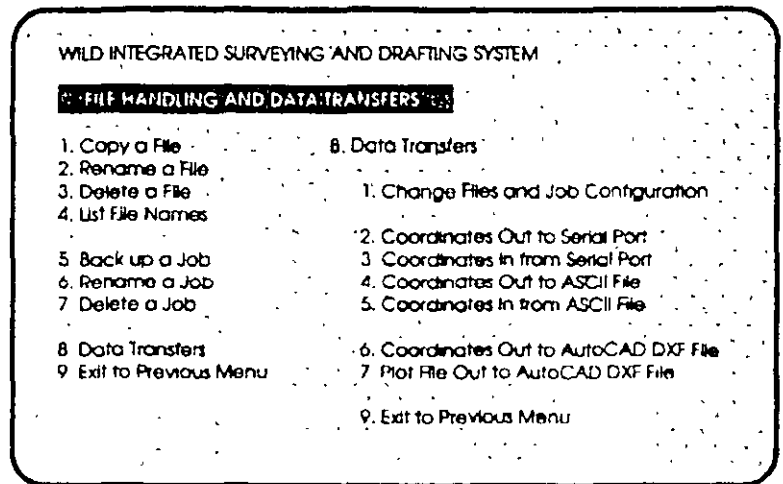 WILD INTEGRATED SURVEYING AND DRAFTING SYSTEM
FILE HANDLING AND DATA TRANSFERS
1. Copy a File
2. Rename a File
3. Delete a File
4. List File Names
5 Back up a Job
6. Rename a Job
7 Delete a Job
8 Data Transfers
9 Exit to Previous Menu
8. Data Transfers
1. Change Files and Job Configuration
2. Coordinates Out to Serial Port
3 Coordinates In from Serial Port
4. Coordinates Out to ASCII File
5. Coordinates In from ASCII File
6. Coordinates Out to AutoCAD DXF File
7 Plot File Out to AutoCAD DXF File
9. Exit to Previous Menu